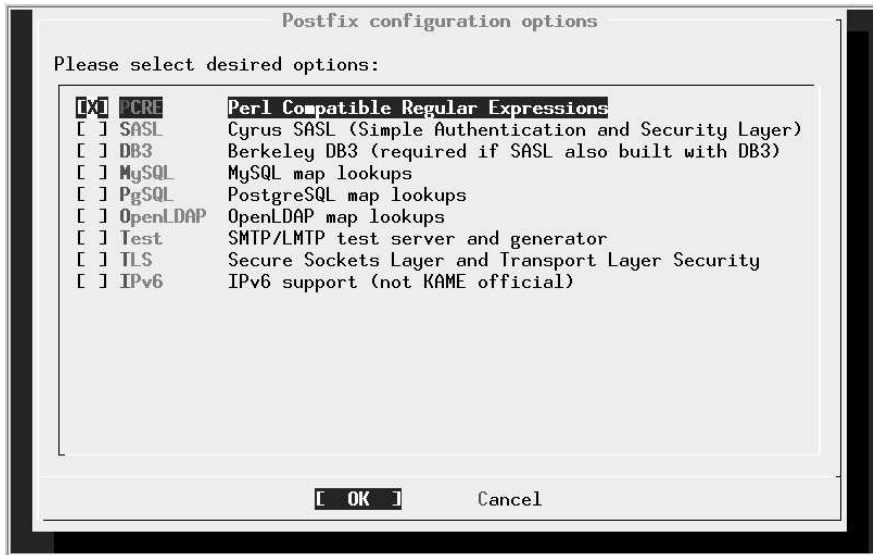 Postfix configuration options
Please select desired options:
[X] PCRE Perl Compatible Regular Expressions
[ ] SASL Cyrus SASL (Simple Authentication and Security Layer)
[ ] DB3 Berkeley DB3 (required if SASL also built with DB3)
[ ] MySQL MySQL map lookups
[ ] PgSQL PostgreSQL map lookups
[ ] OpenLDAP OpenLDAP map lookups
[ ] Test SMTP/LMTP test server and generator
[ ] TLS Secure Sockets Layer and Transport Layer Security
[ ] IPv6 IPv6 support (not KAME official)
[ OK ] Cancel